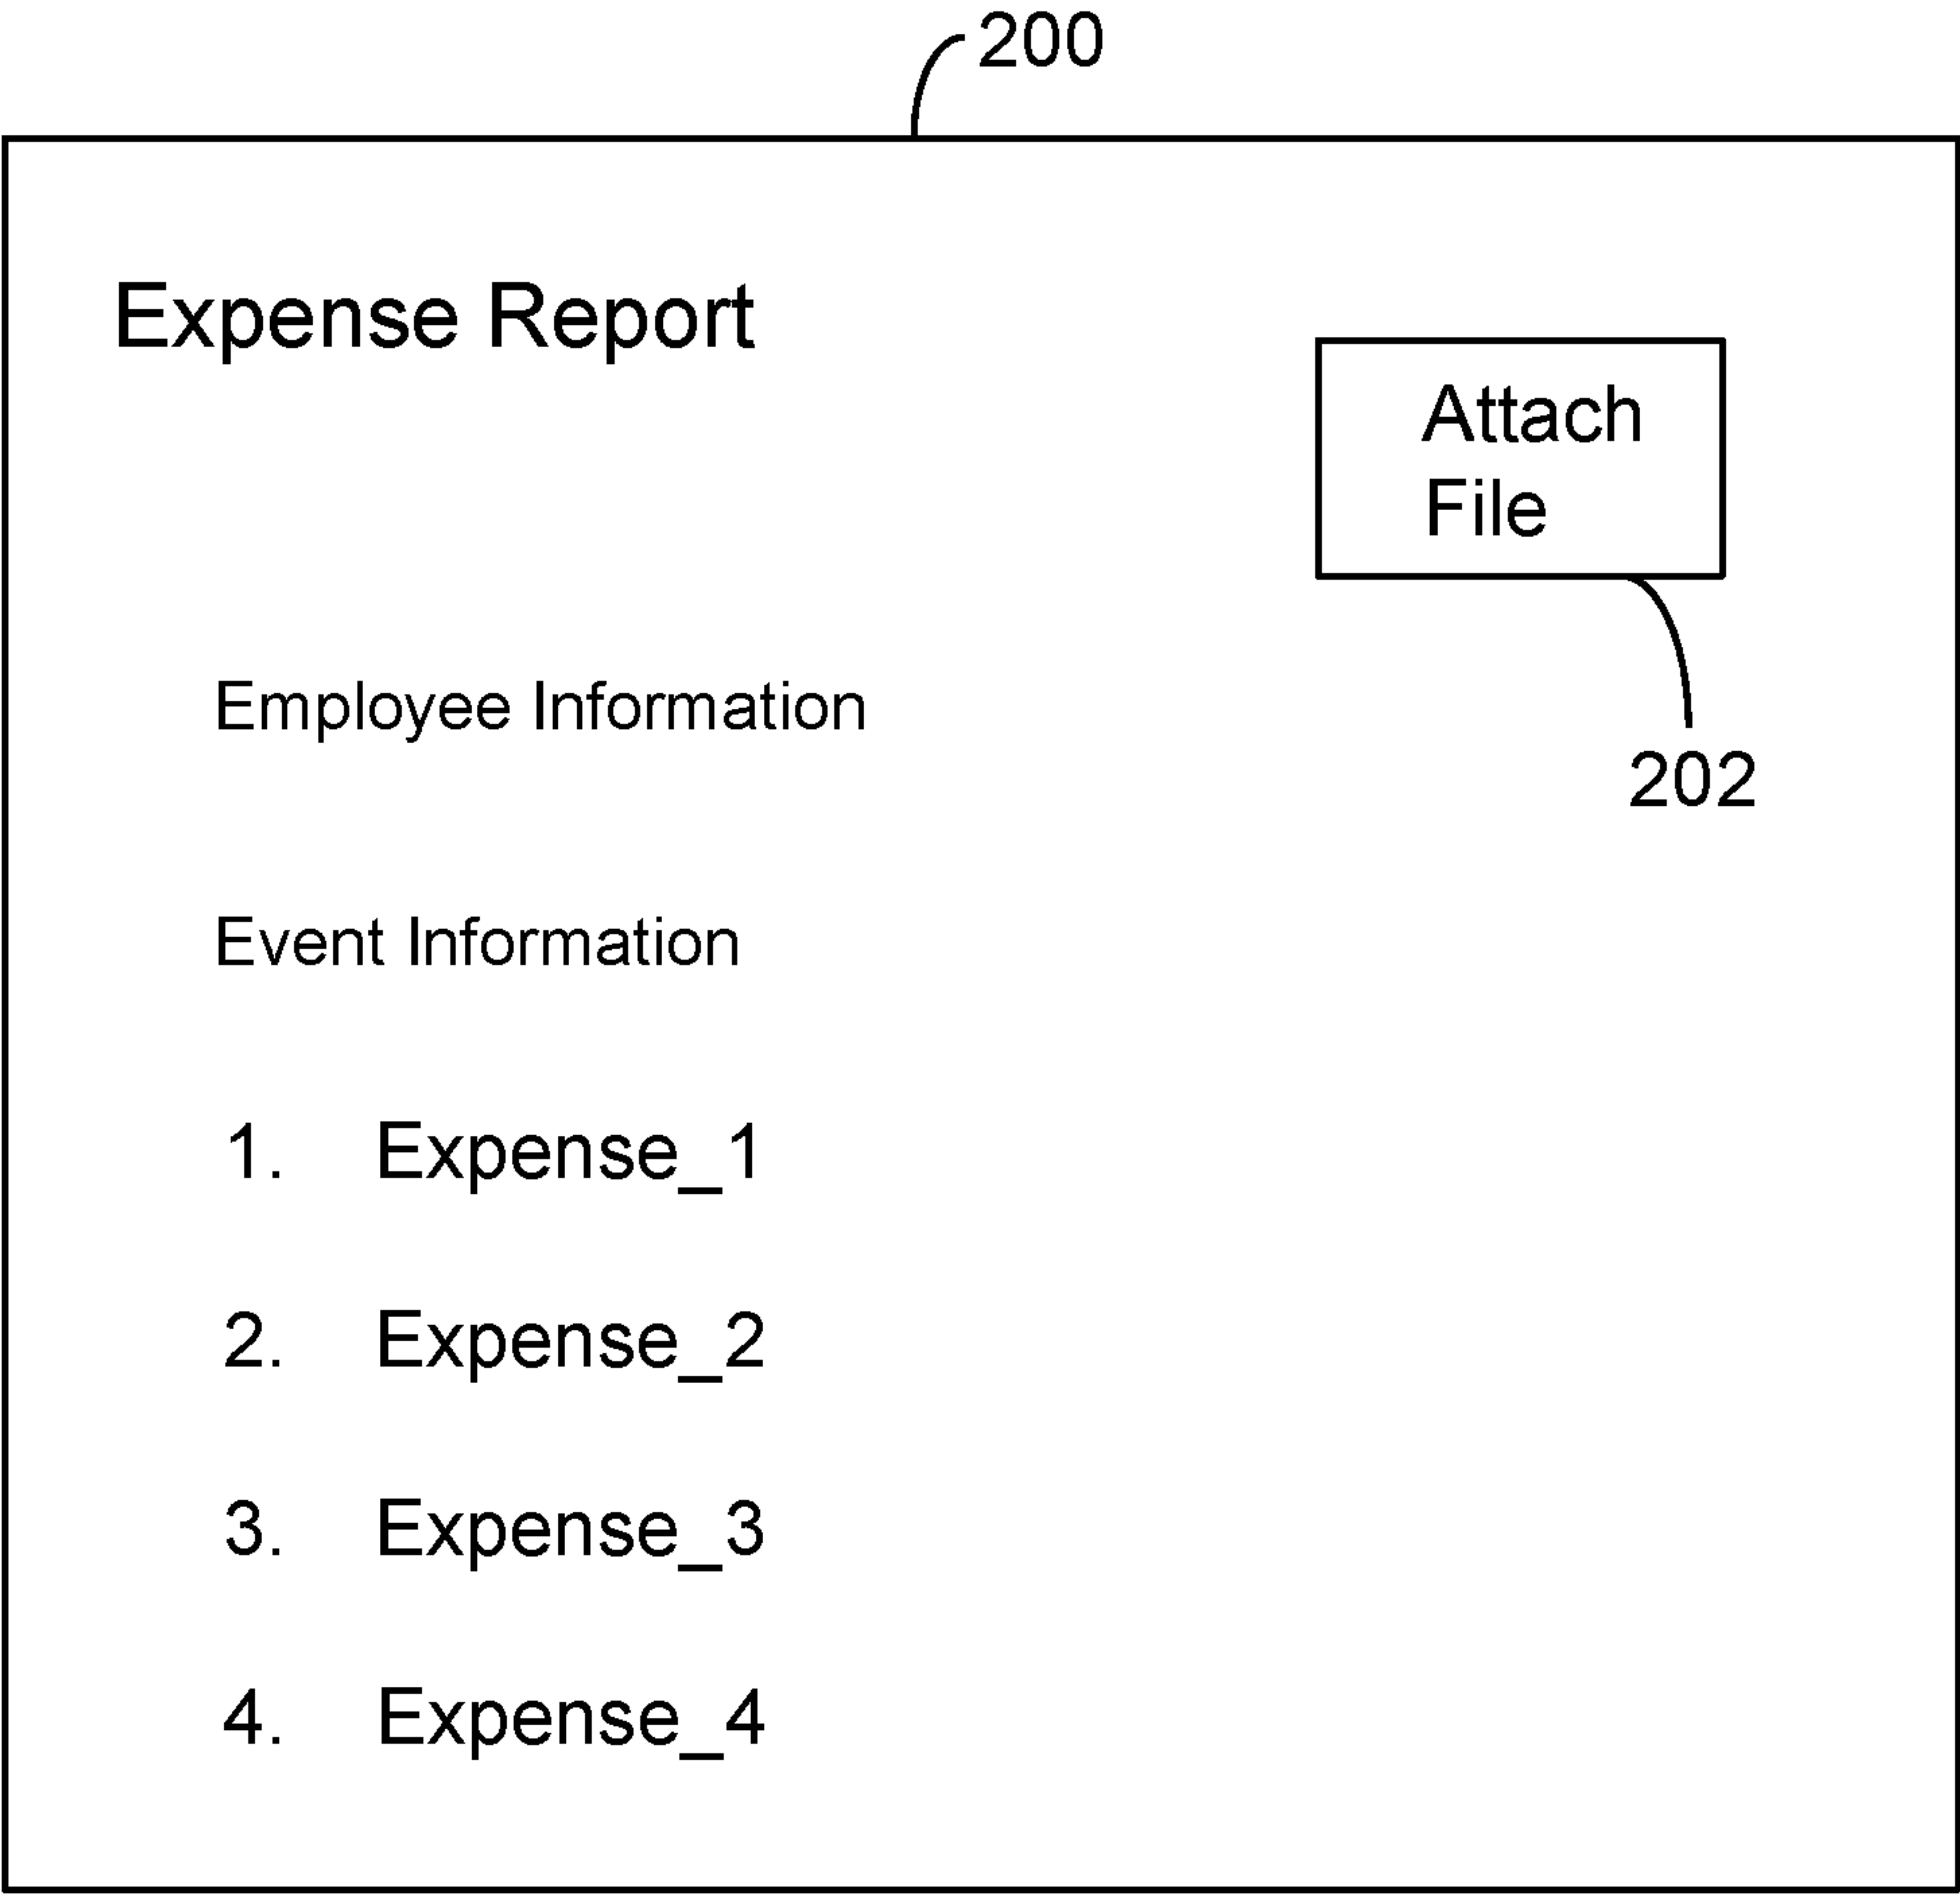 200
Expense Report
Attach
File
202
Employee Information
Event Information
1. Expense_1
2. Expense_2
3. Expense_3
4. Expense_4